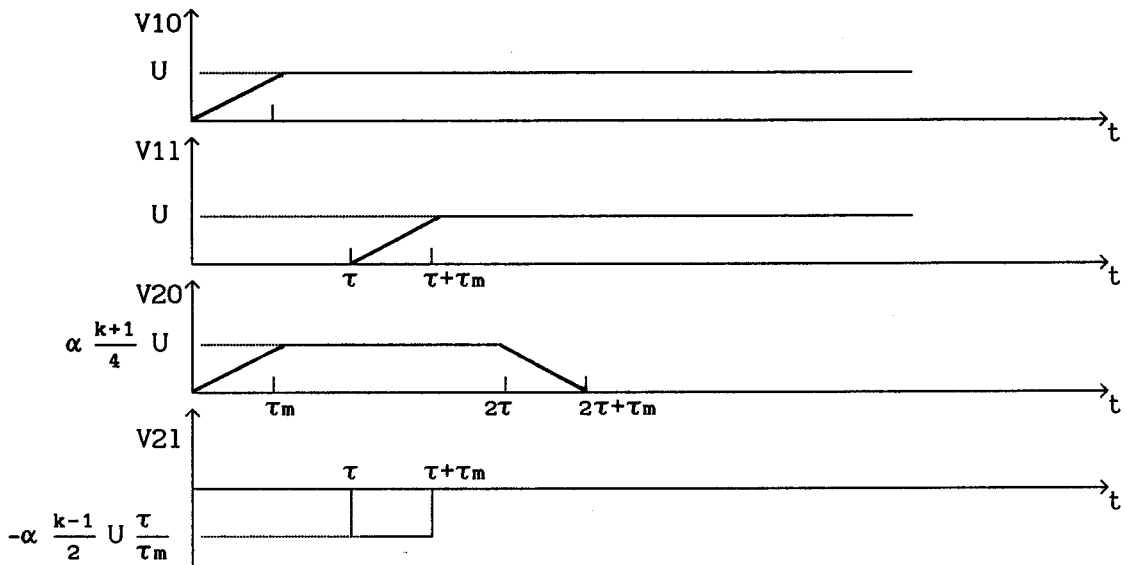 V10
U
t
V11
U
τ τ+τm
t
V20
α k+1/4 U
τm 2τ 2τ+τm
t
V21
τ τ+τm
t
-α k-1/2 U τ/τm